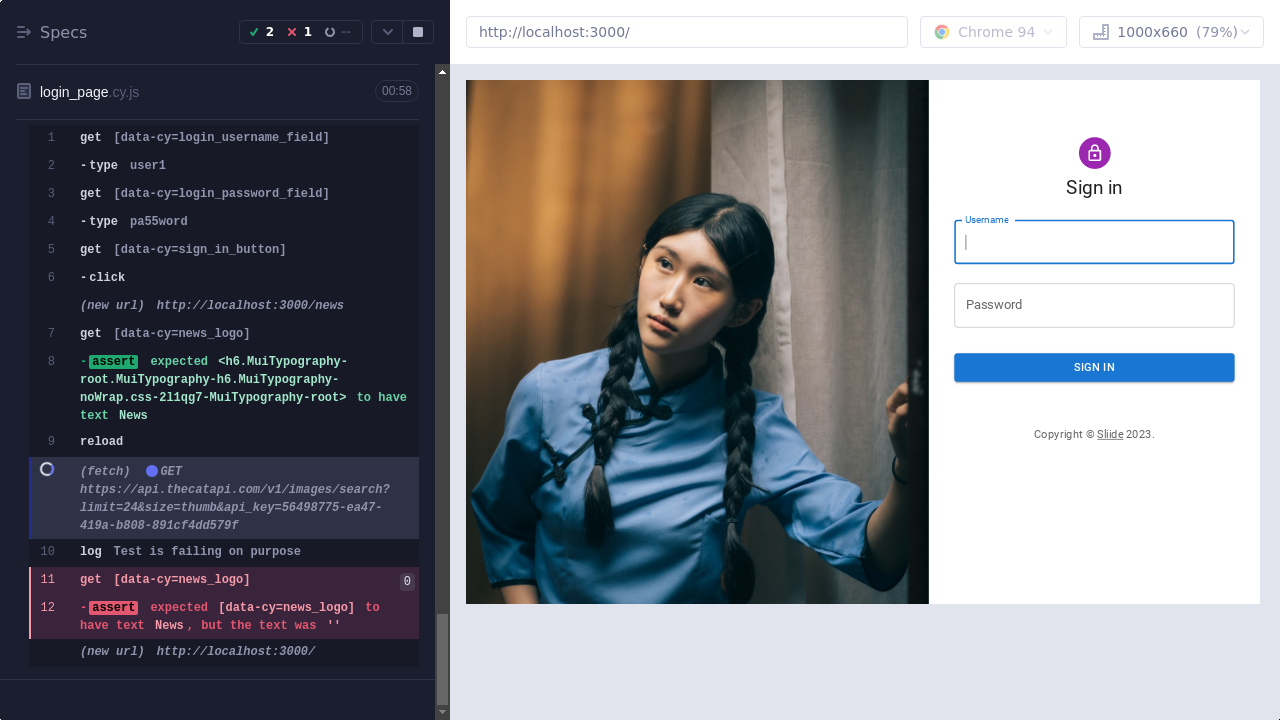 Specs
2
1
--
login_page.cy.js
00:58
1 get [data-cy=login_username_field]
2 -type user1
3 get [data-cy=login_password_field]
4 -type pa55word
5 get [data-cy=sign_in_button]
6 -click
(new url) http://localhost:3000/news
7 get [data-cy=news_logo]
8 -assert expected <h6.MuiTypography-
root.MuiTypography-h6.MuiTypography-
noWrap.css-2l1qg7-MuiTypography-root> to have
text News
9 reload
(fetch) GET
https://api.thecatapi.com/v1/images/search?
limit=24&size=thumb&api_key=56498775-ea47-
419a-b808-891cf4dd579f
10 log Test is failing on purpose
11 get [data-cy=news_logo] 0
12 -assert expected [data-cy=news_logo] to
have text News, but the text was ''
(new url) http://localhost:3000/
http://localhost:3000/
Chrome 94
1000x660 (79%)
Sign in
Username
Password
SIGN IN
Copyright © Sliide 2023.